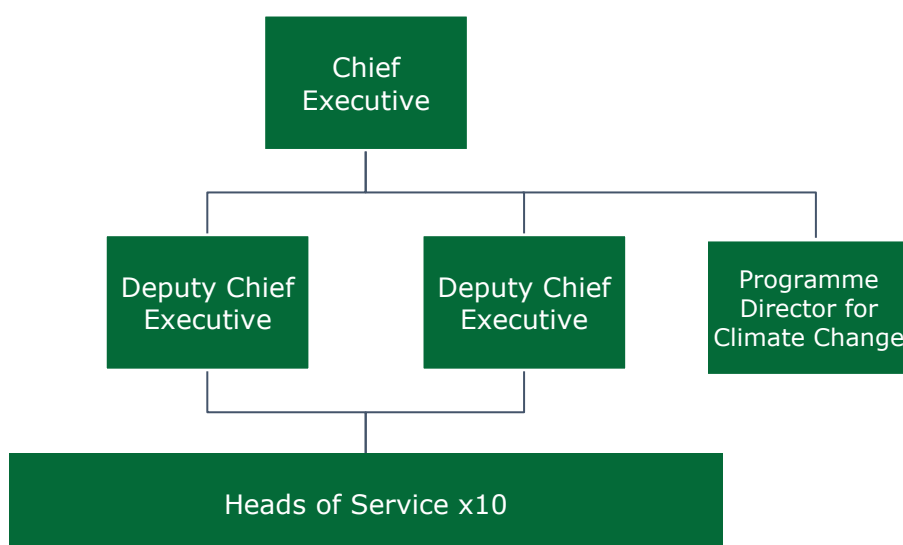 Chief
Executive
Deputy Chief
Executive
Deputy Chief
Executive
Programme
Director for
Climate Change
Heads of Service x10